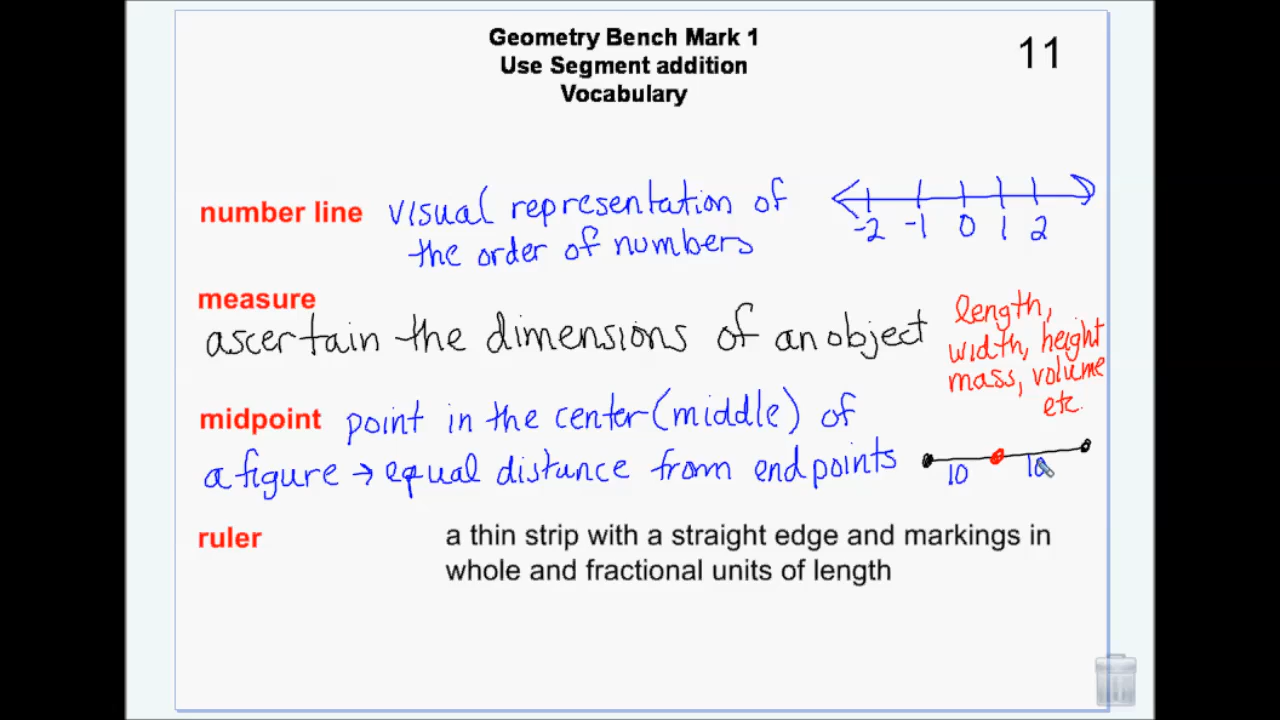 Geometry Bench Mark 1
Use Segment addition
Vocabulary
11
number line visual representation of
the order of numbers
-2 -1 0 1 2
measure
ascertain the dimensions of an object
length,
width, height
mass, volume
etc.
midpoint point in the center (middle) of
a figure → equal distance from endpoints
10 10
ruler a thin strip with a straight edge and markings in
whole and fractional units of length